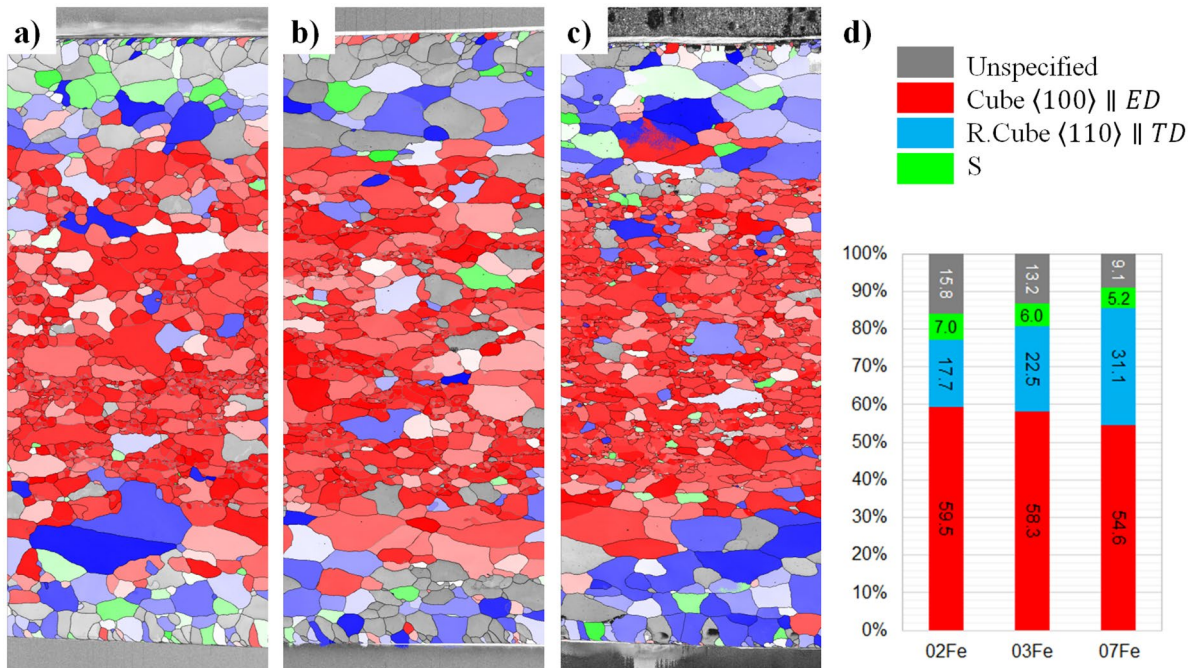 a)
b)
c)
d)
Unspecified
Cube ⟨100⟩ ∥ ED
R.Cube ⟨110⟩ ∥ TD
S
100%
90%
80%
70%
60%
50%
40%
30%
20%
10%
0%
15.8
7.0
17.7
59.5
13.2
6.0
22.5
58.3
9.1
5.2
31.1
54.6
02Fe
03Fe
07Fe